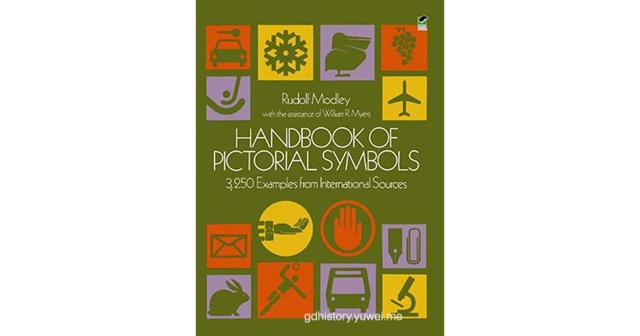 Rudolf Modley
with the assistance of William R. Myers
HANDBOOK OF
PICTORIAL SYMBOLS
3,250 Examples from International Sources
gdhistory.yuwei.me